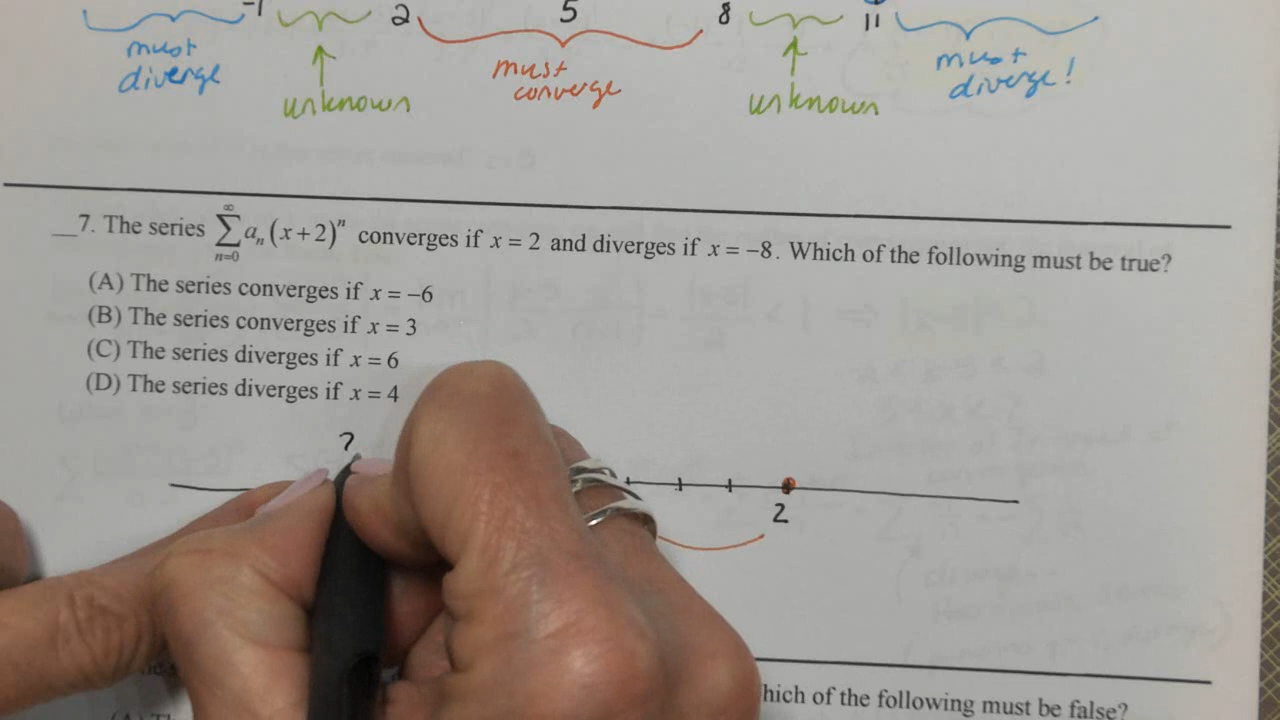 -1 2 5 8 11
must diverge unknown must converge unknown must diverge!
__7. The series ∞ ∑ n=0 aₙ(x+2)ⁿ converges if x = 2 and diverges if x = −8. Which of the following must be true?
(A) The series converges if x = −6
(B) The series converges if x = 3
(C) The series diverges if x = 6
(D) The series diverges if x = 4
?
2
hich of the following must be false?